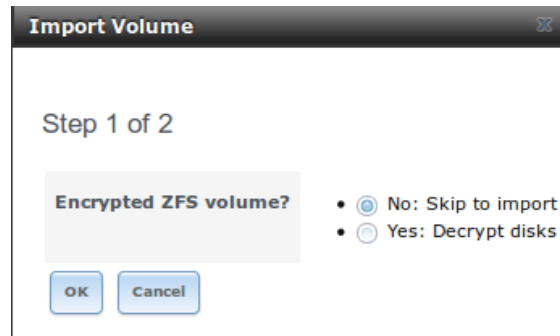 Import Volume
Step 1 of 2
Encrypted ZFS volume?
No: Skip to import
Yes: Decrypt disks
OK
Cancel